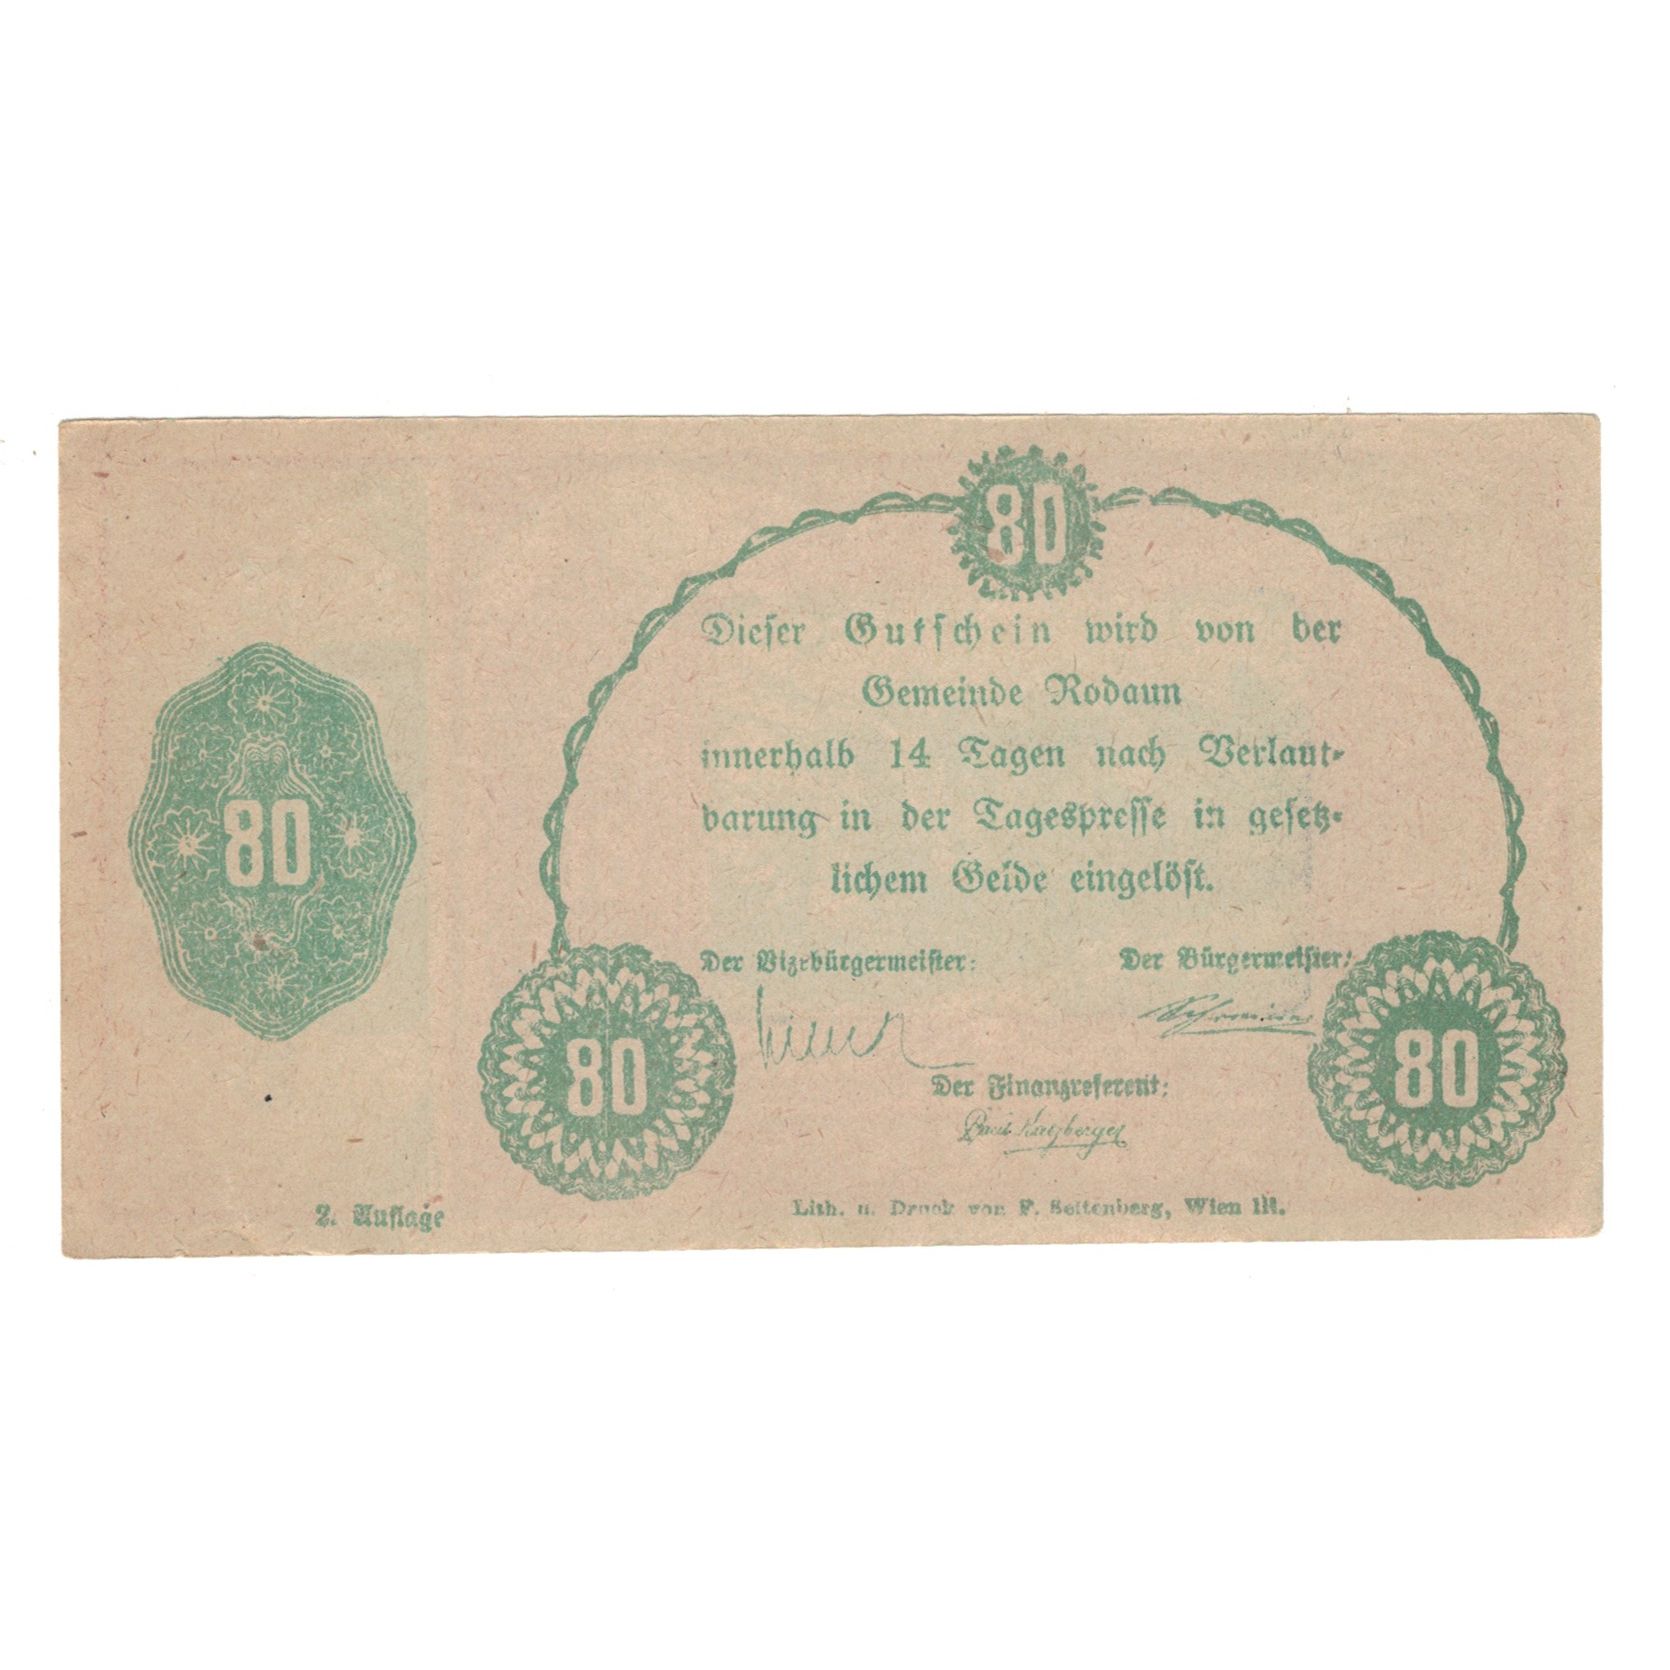 80
Dieser Gutschein wird von der
Gemeinde Rodaun
innerhalb 14 Tagen nach Verlaut-
barung in der Tagespresse in gesetz-
lichem Gelde eingelöst.
80
Der Vizebürgermeister:
Der Bürgermeister:
80
80
Der Finanzreferent:
2. Auflage
Lith. u. Druck von F. Seitenberg, Wien III.